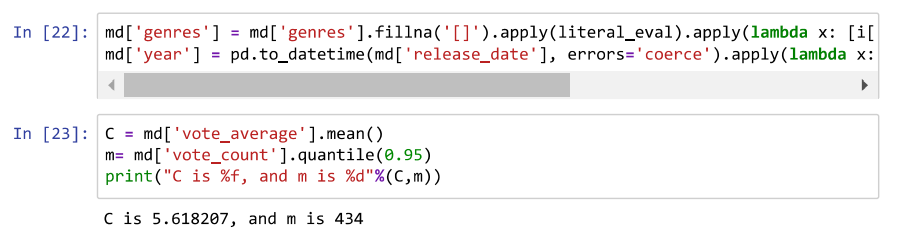 In [22]: md['genres'] = md['genres'].fillna('[]').apply(literal_eval).apply(lambda x: [i[
md['year'] = pd.to_datetime(md['release_date'], errors='coerce').apply(lambda x:
In [23]: C = md['vote_average'].mean()
m= md['vote_count'].quantile(0.95)
print("C is %f, and m is %d"%(C,m))
C is 5.618207, and m is 434